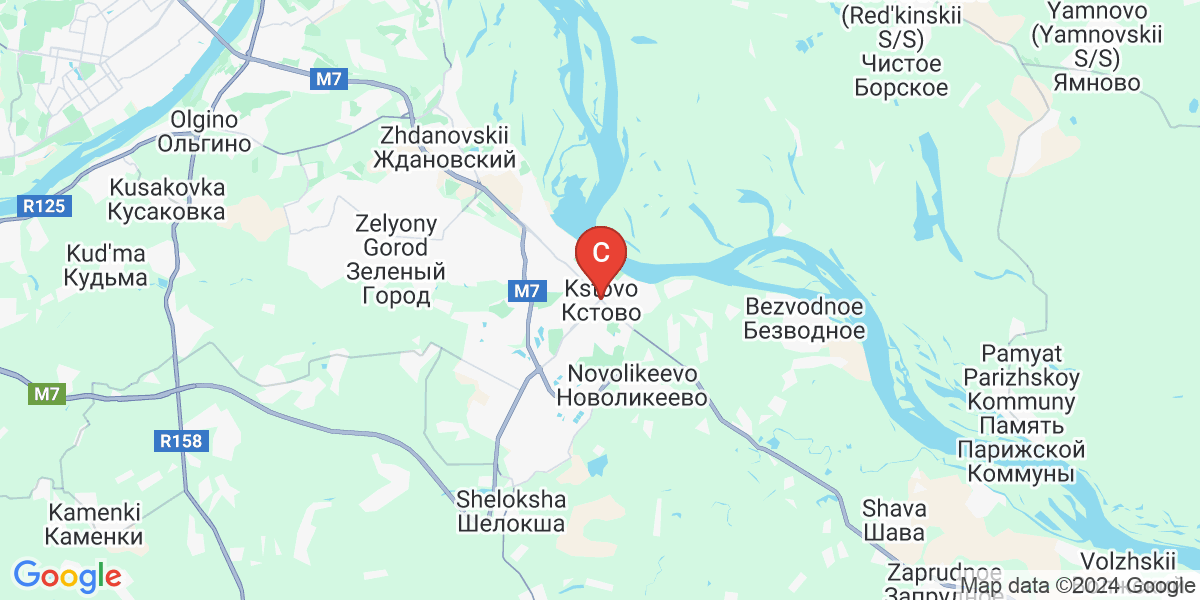 (Red'kinskii
S/S)
Чистое
Борское
Yamnovo
(Yamnovskii
S/S)
Ямново
M7
Olgino
Ольгино
Zhdanovskii
Ждановский
Kusakovka
Кусаковка
R125
Zelyony
Gorod
Зеленый
Город
Kud'ma
Кудьма
C
M7
Kstovo
Кстово
Bezvodnoe
Безводное
Pamyat
Parizhskoy
Kommuny
Память
Парижской
Коммуны
Novolikeevo
Новоликеево
M7
R158
Sheloksha
Шелокша
Shava
Шава
Kamenki
Каменки
Volzhskii
Zaprudnoe
Запрудное
Google
Map data ©2024 Google